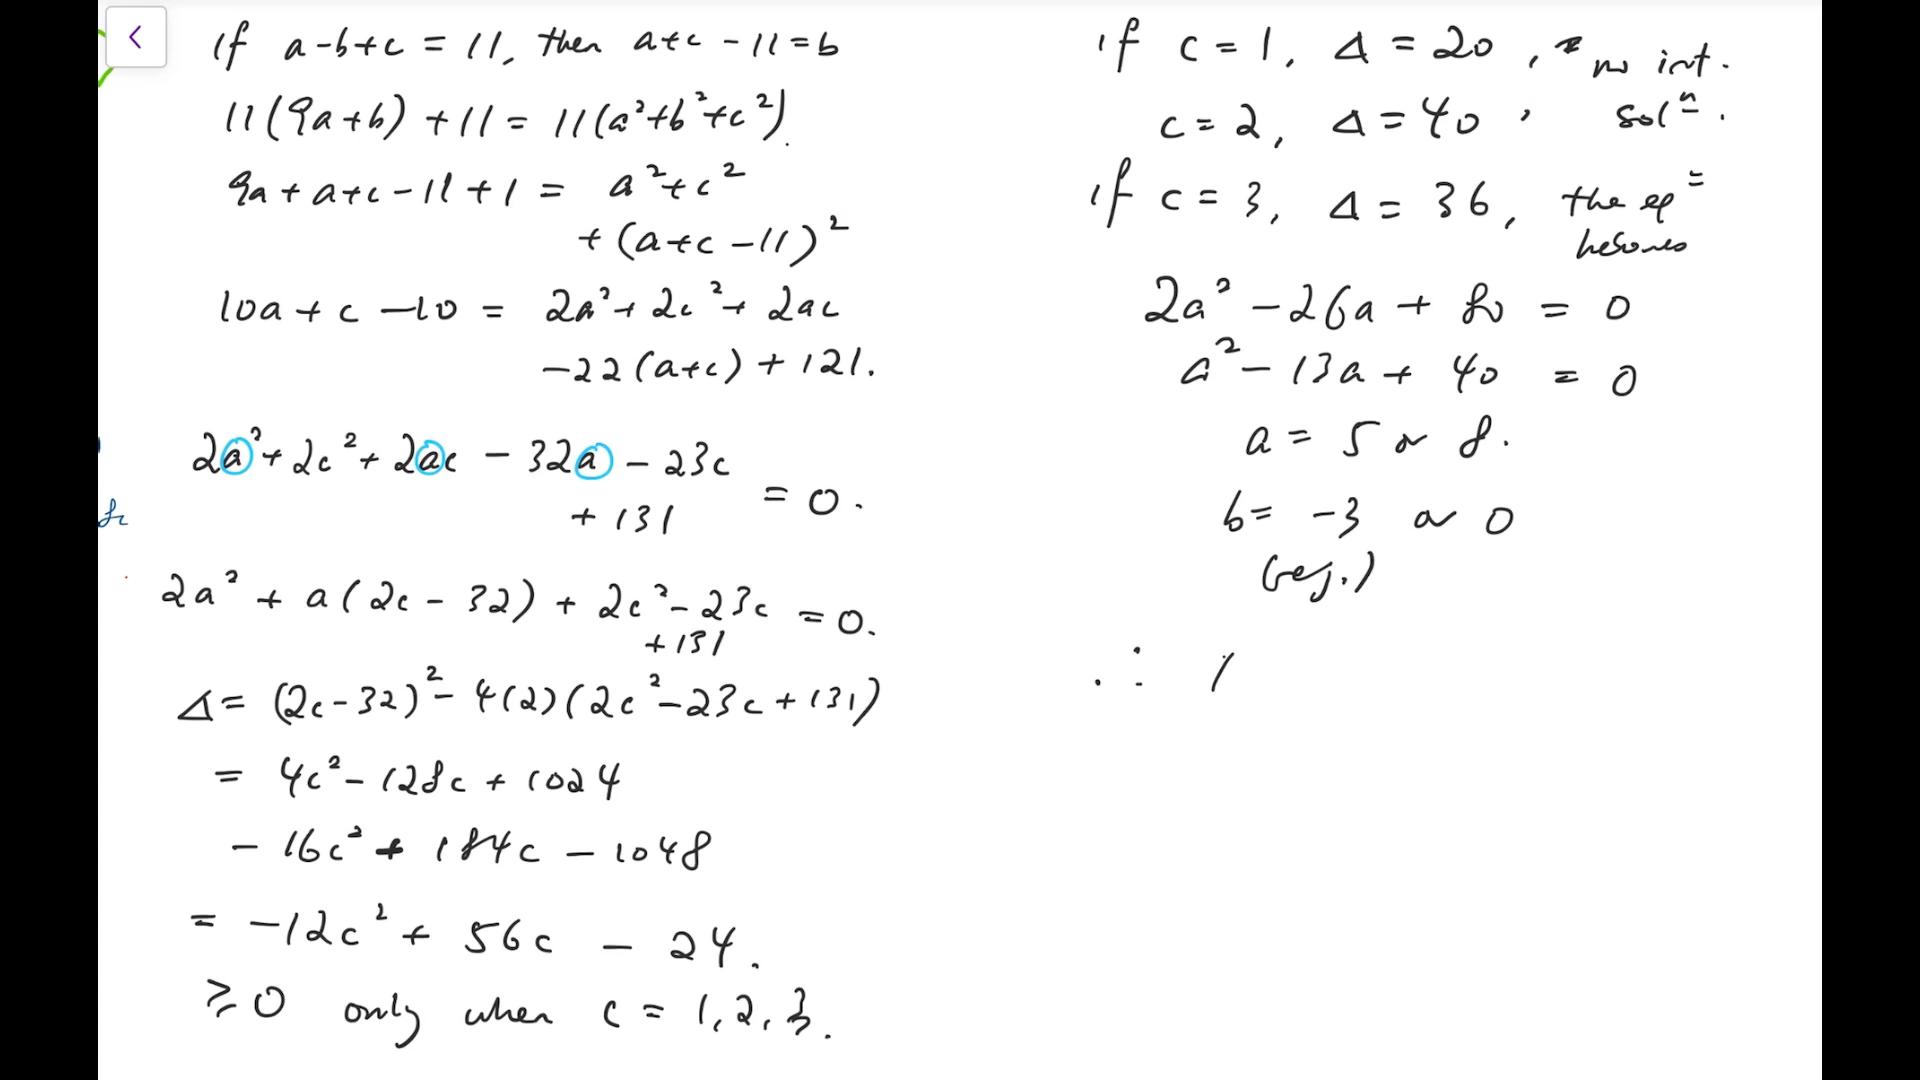 if a-b+c = 11, then a+c-11=b
11(9a+b)+11 = 11(a²+b²+c²).
9a+a+c-11+1 = a²+c²
+(a+c-11)²
10a+c-10 = 2a²+2c²+2ac
-22(a+c)+121.
2a²+2c²+2ac-32a-23c
+131 = 0.
2a²+a(2c-32)+2c²-23c = 0.
+131
Δ= (2c-32)²-4(2)(2c²-23c+131)
= 4c²-128c+1024
-16c²+184c-1048
= -12c²+56c-24.
≥0 only when c = 1,2,3.
if c=1, Δ=20, no int.
c=2, Δ=40, solⁿ.
if c=3, Δ=36, the eq⁼
becomes
2a²-26a+80 = 0
a²-13a+40 = 0
a = 5 or 8.
b= -3 or 0
(rej.)
∴